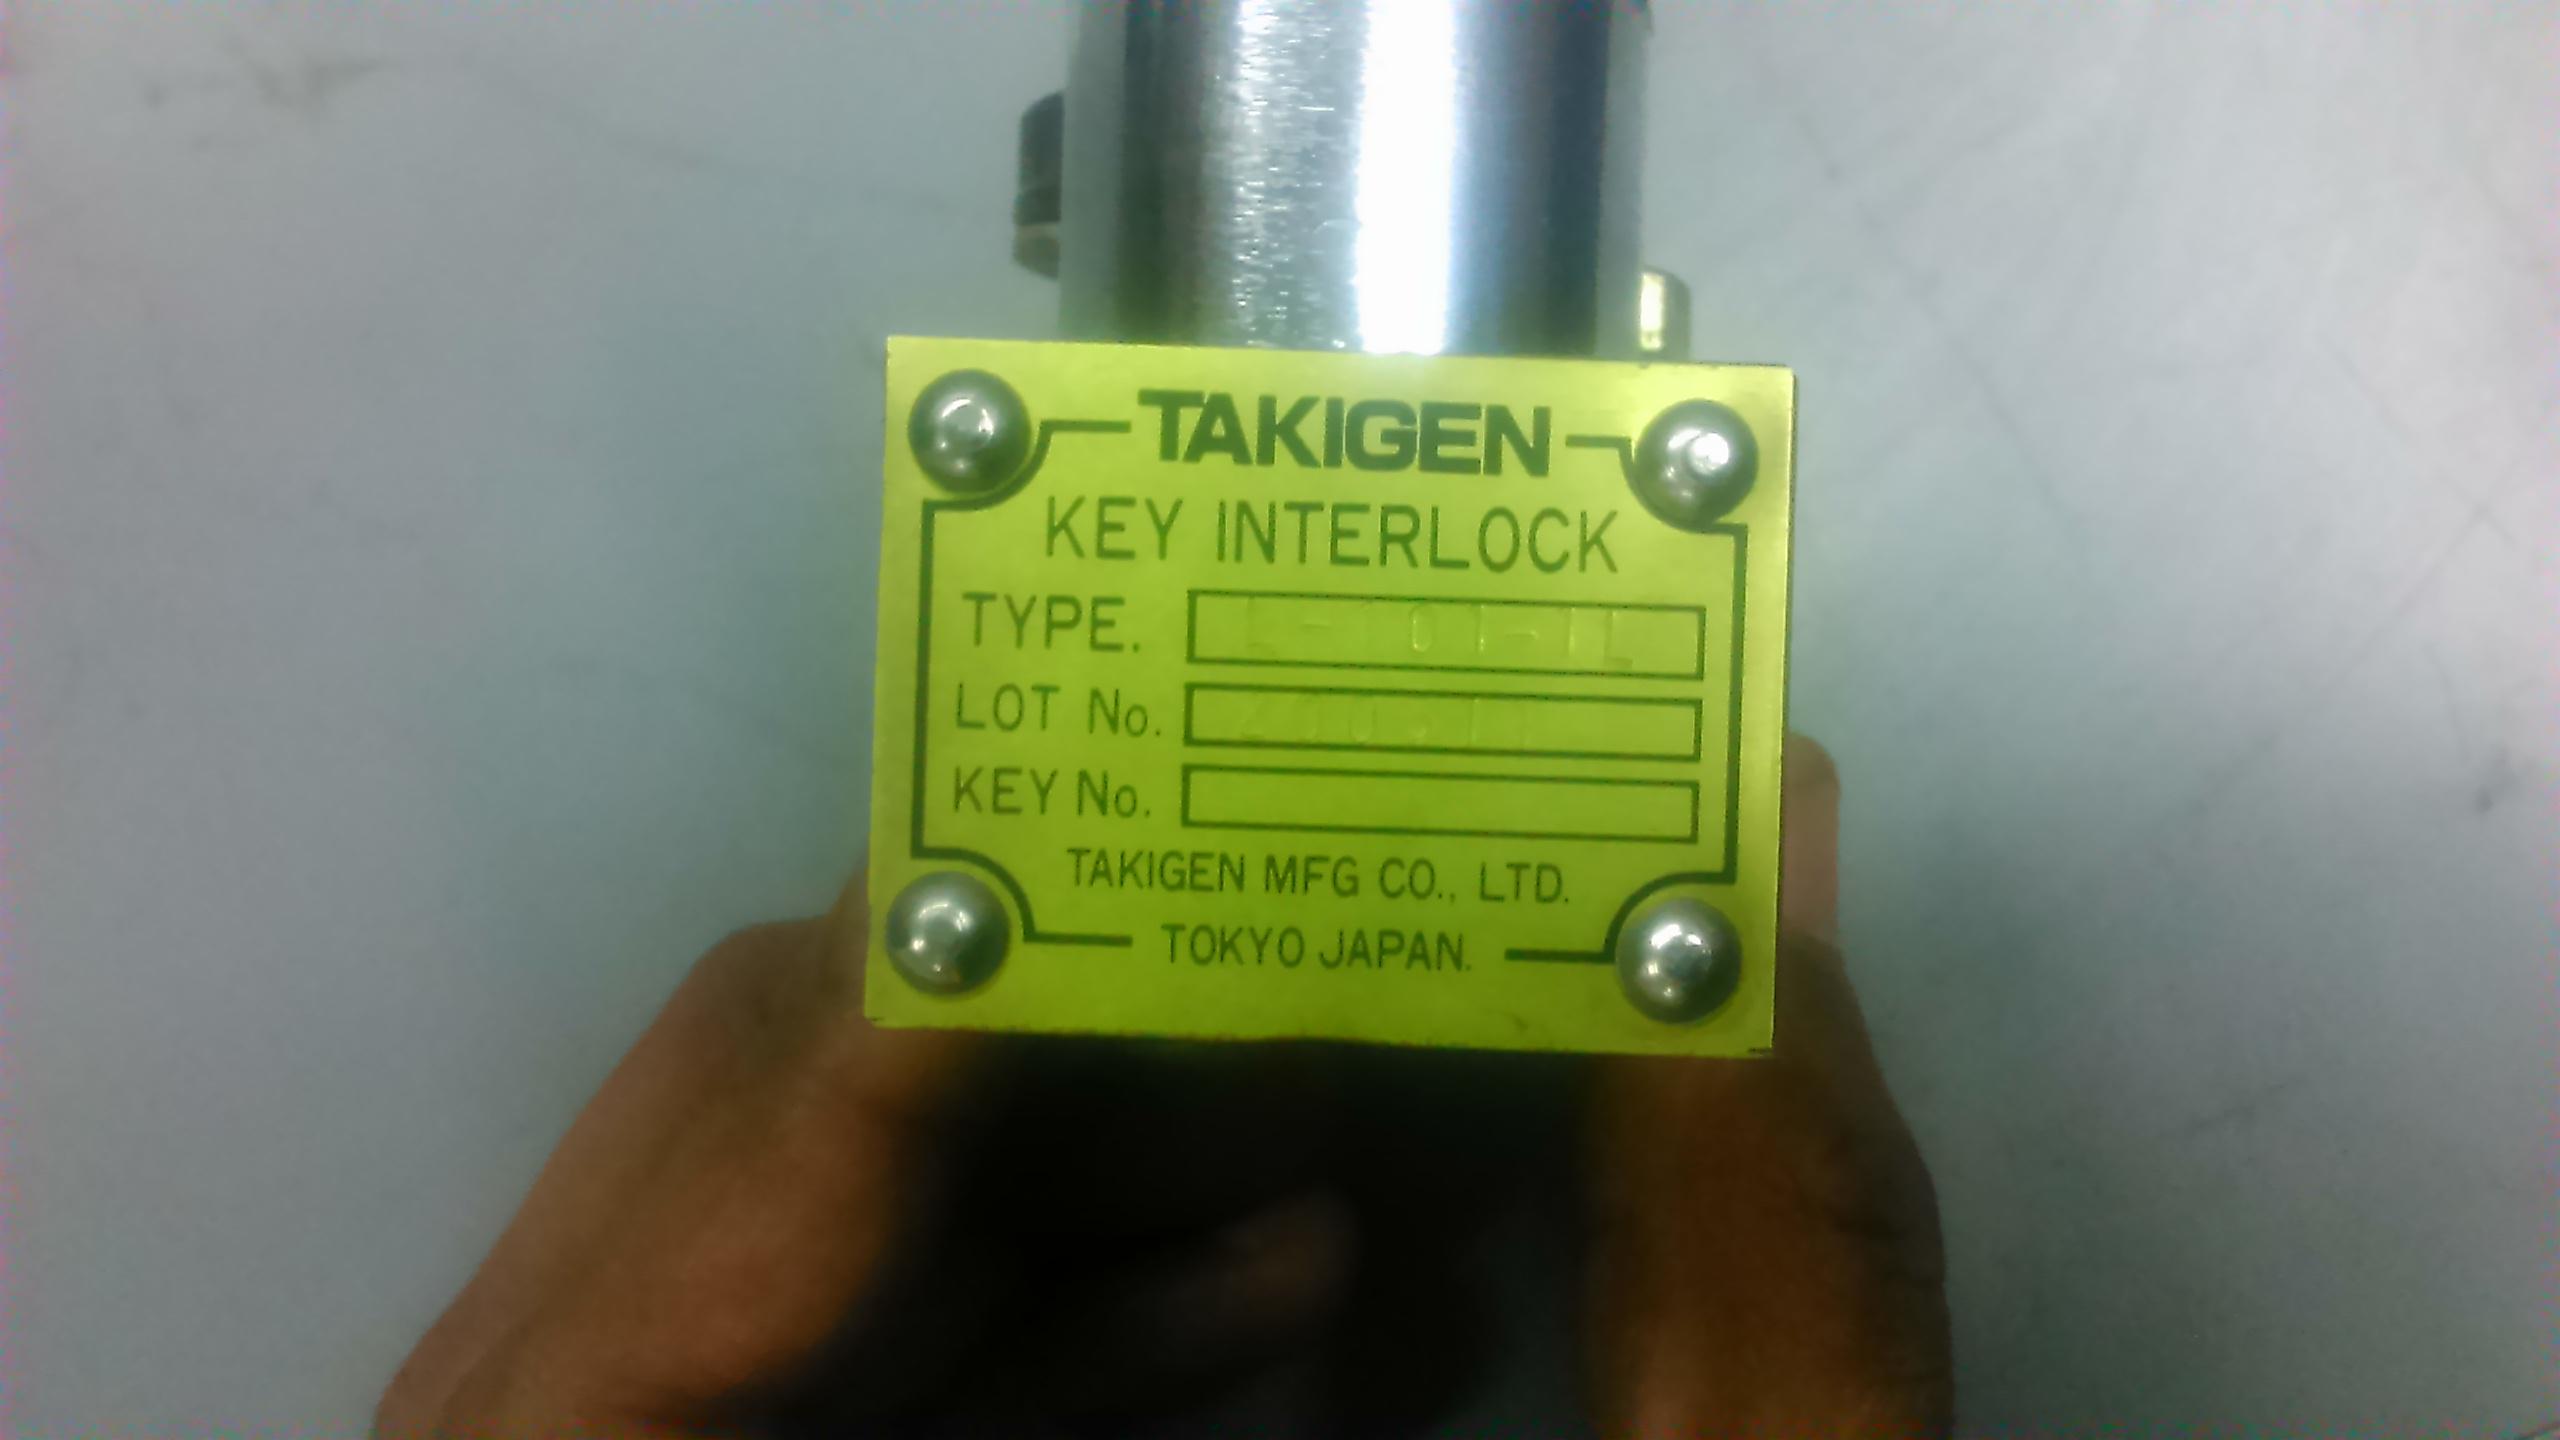 TAKIGEN
KEY INTERLOCK
TYPE.
LOT No.
KEY No.
TAKIGEN MFG CO., LTD.
TOKYO JAPAN.